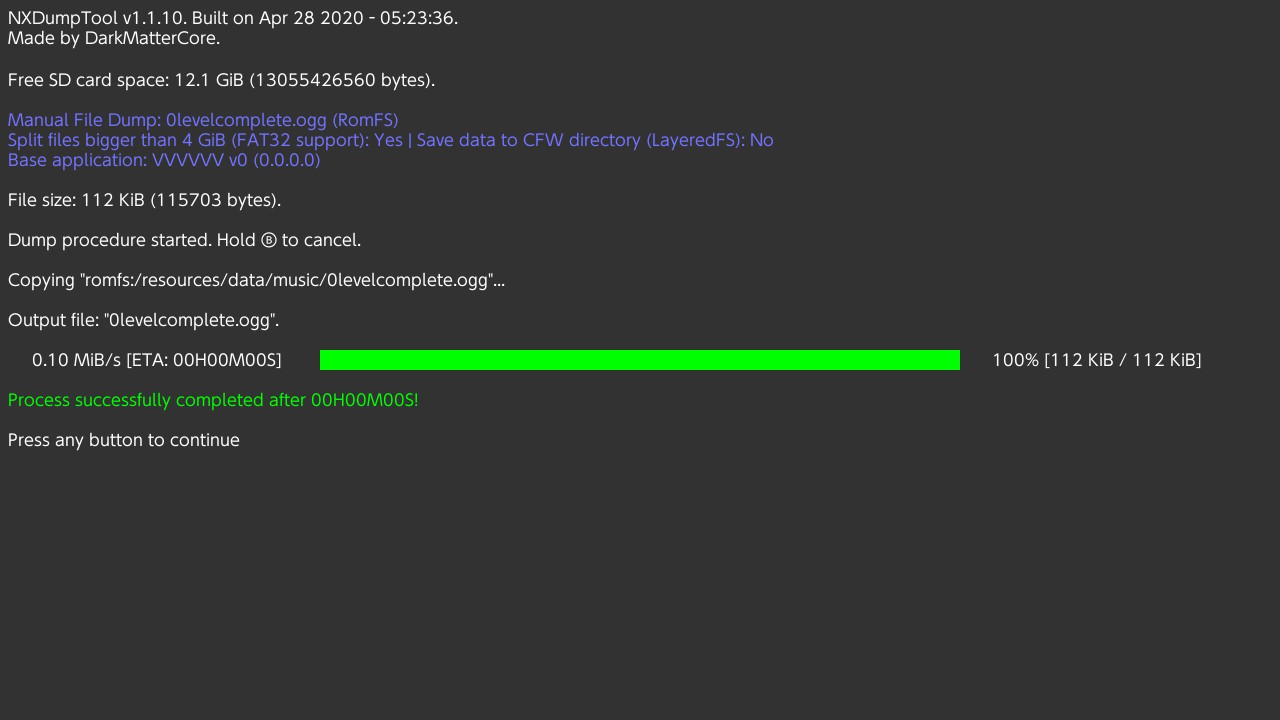 NXDumpTool v1.1.10. Built on Apr 28 2020 - 05:23:36.
Made by DarkMatterCore.
Free SD card space: 12.1 GiB (13055426560 bytes).
Manual File Dump: 0levelcomplete.ogg (RomFS)
Split files bigger than 4 GiB (FAT32 support): Yes | Save data to CFW directory (LayeredFS): No
Base application: VVVVVV v0 (0.0.0.0)
File size: 112 KiB (115703 bytes).
Dump procedure started. Hold Ⓑ to cancel.
Copying "romfs:/resources/data/music/0levelcomplete.ogg"...
Output file: "0levelcomplete.ogg".
0.10 MiB/s [ETA: 00H00M00S] 100% [112 KiB / 112 KiB]
Process successfully completed after 00H00M00S!
Press any button to continue